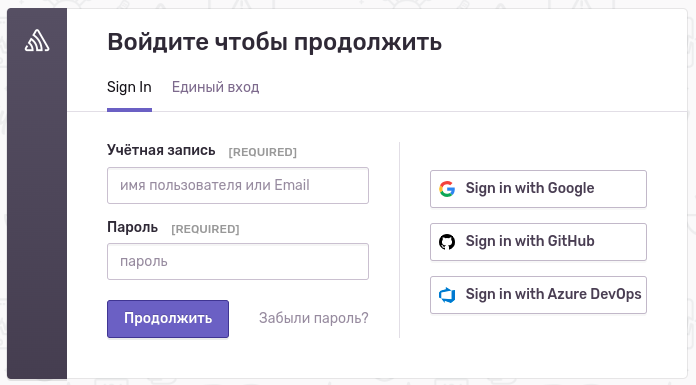 Войдите чтобы продолжить
Sign In Единый вход
Учётная запись [REQUIRED]
имя пользователя или Email
Пароль [REQUIRED]
пароль
Продолжить Забыли пароль?
Sign in with Google
Sign in with GitHub
Sign in with Azure DevOps